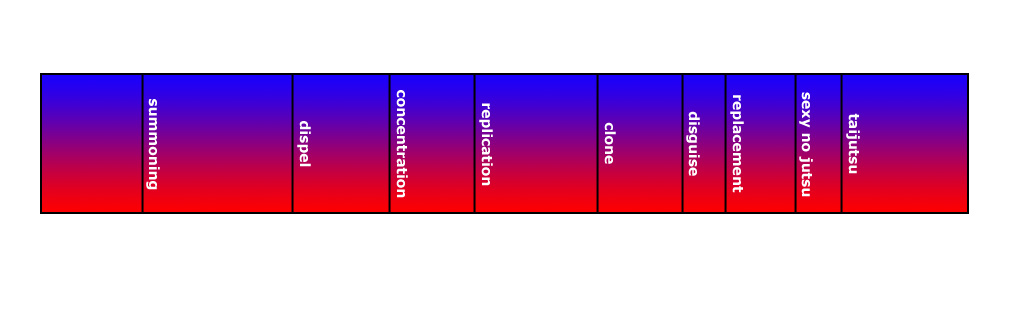 summoning
dispel
concentration
replication
clone
disguise
replacement
sexy no jutsu
taijutsu